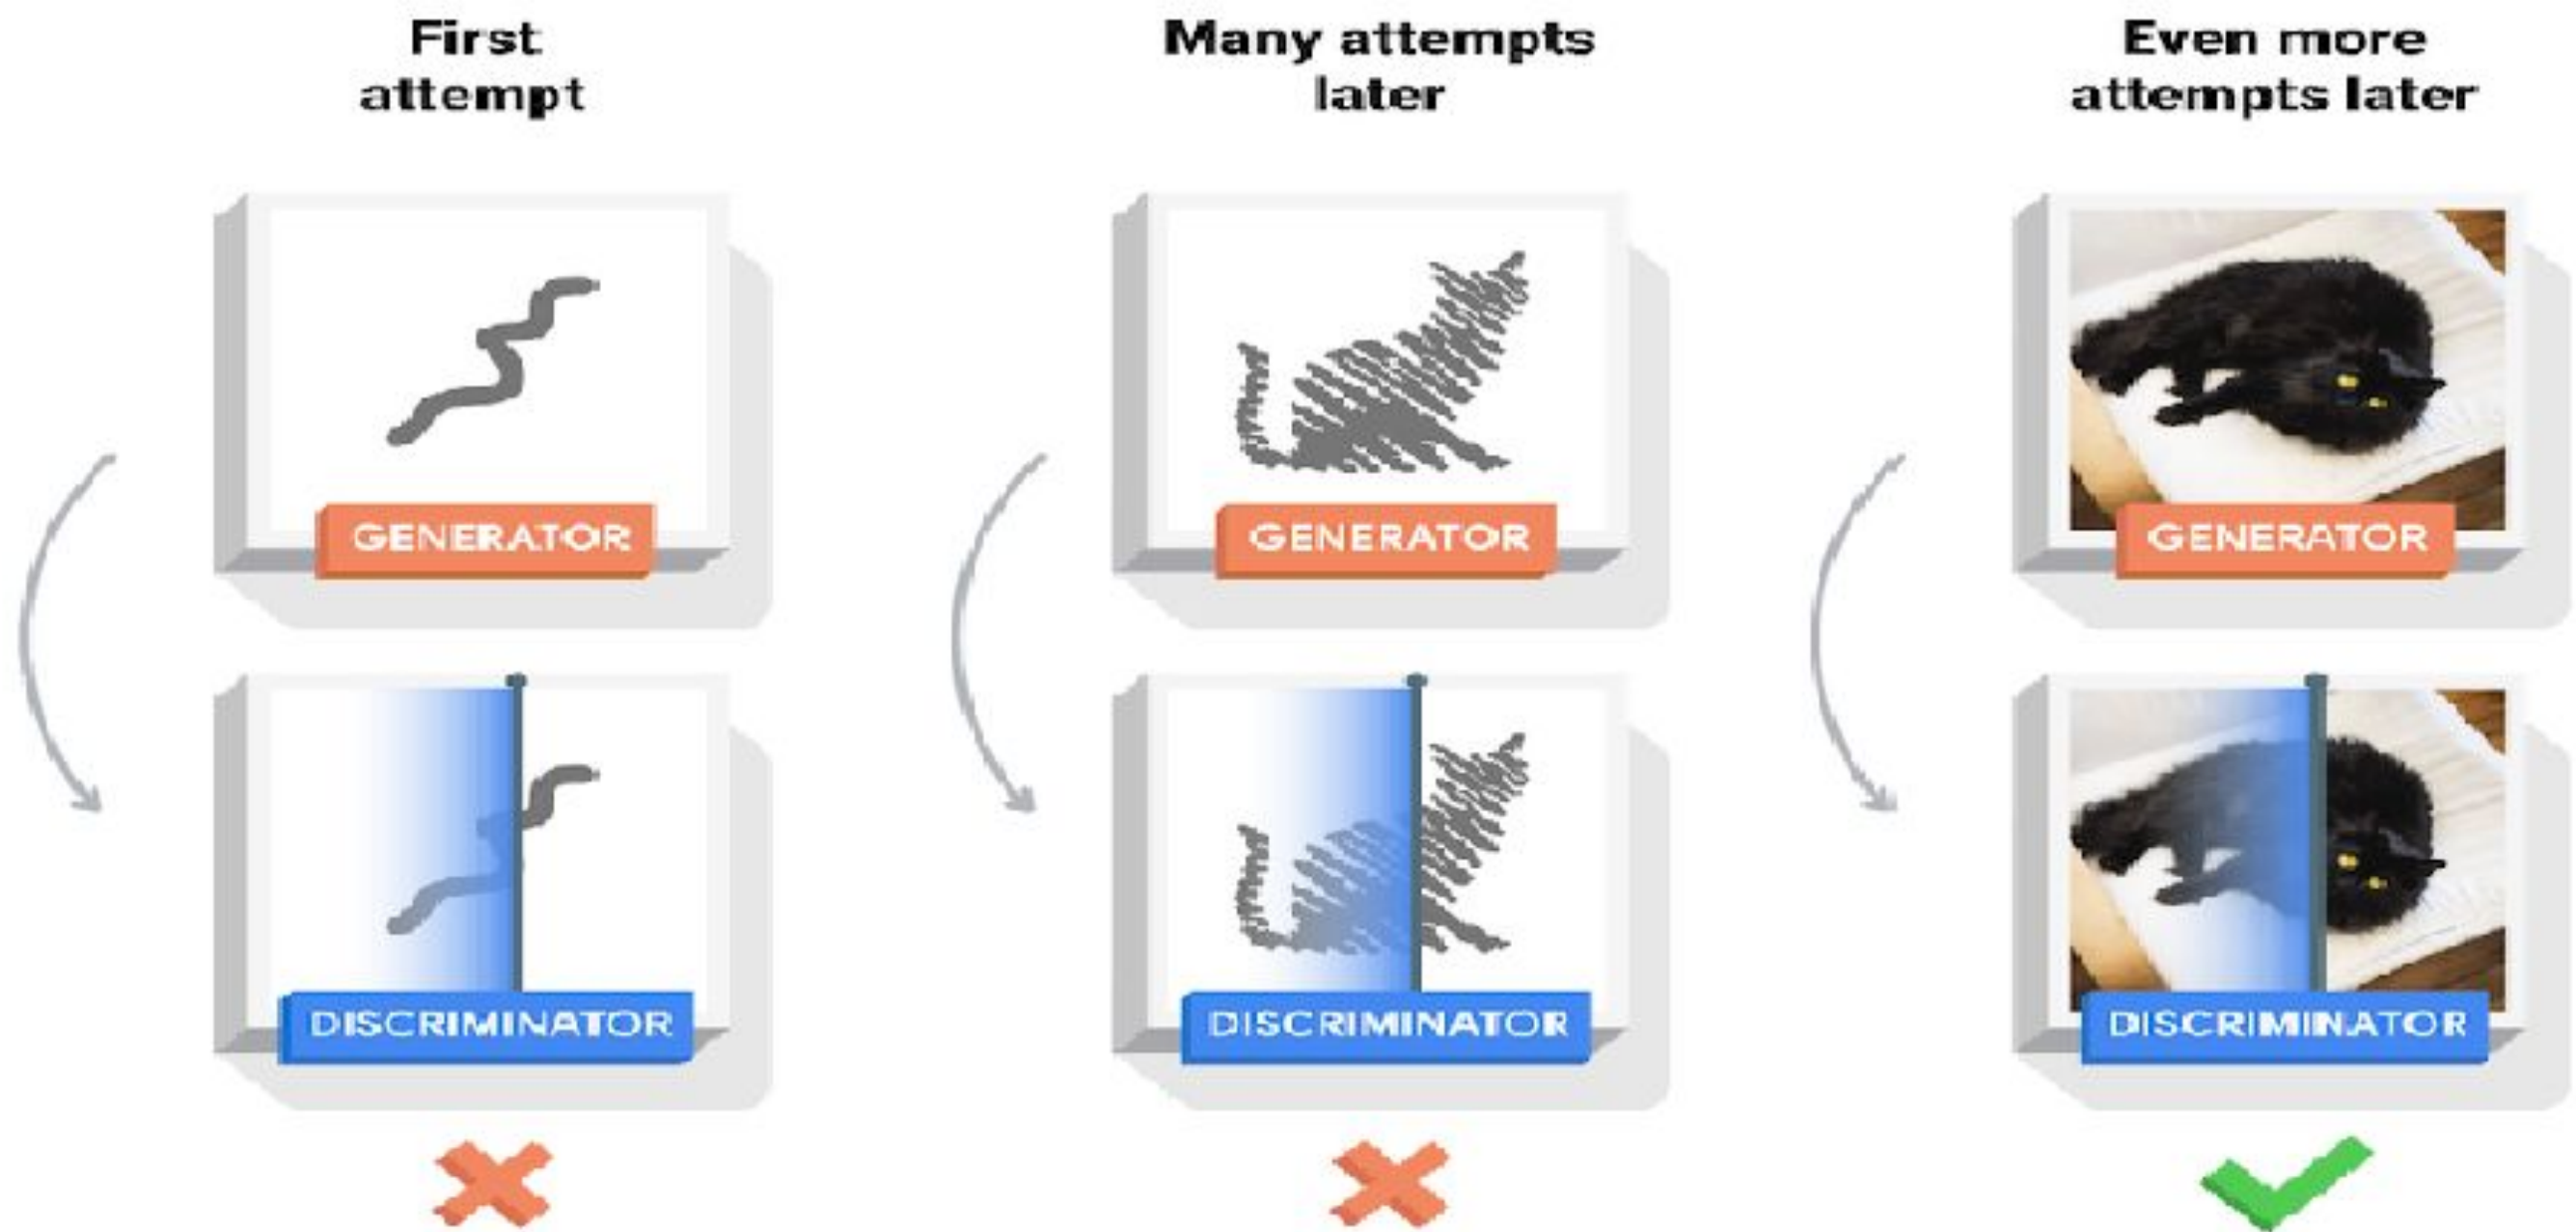 First
attempt
Many attempts
later
Even more
attempts later
GENERATOR
GENERATOR
GENERATOR
DISCRIMINATOR
DISCRIMINATOR
DISCRIMINATOR